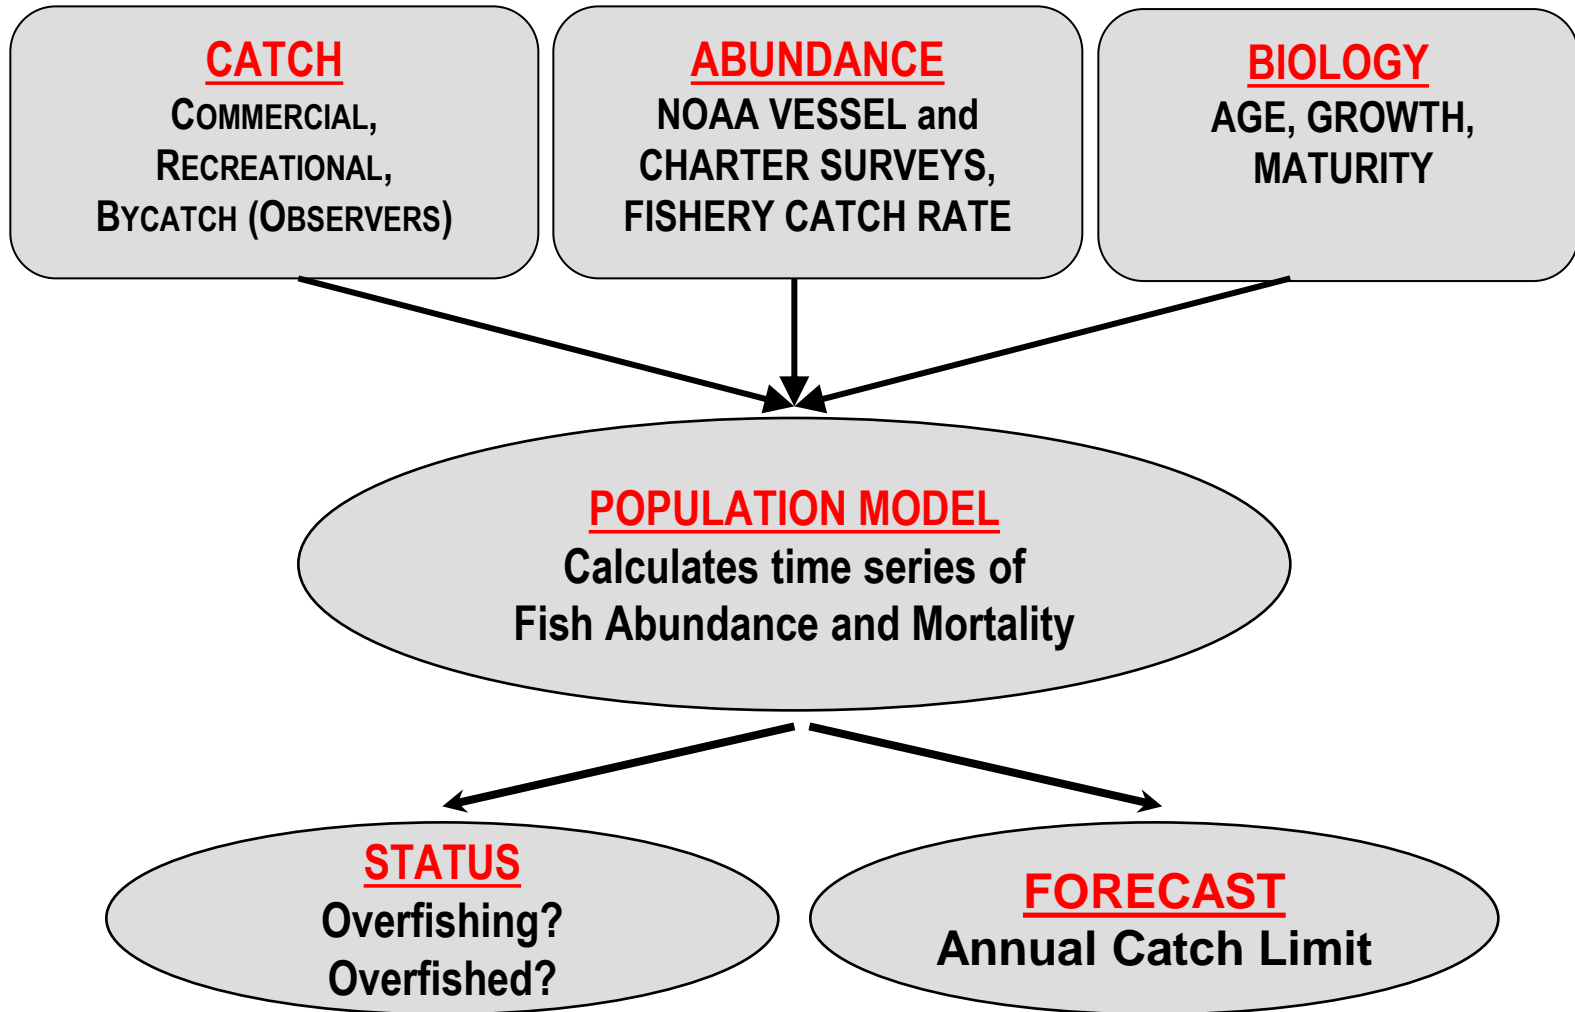 CATCH
COMMERCIAL,
RECREATIONAL,
BYCATCH (OBSERVERS)
ABUNDANCE
NOAA VESSEL and
CHARTER SURVEYS,
FISHERY CATCH RATE
BIOLOGY
AGE, GROWTH,
MATURITY
POPULATION MODEL
Calculates time series of
Fish Abundance and Mortality
STATUS
Overfishing?
Overfished?
FORECAST
Annual Catch Limit